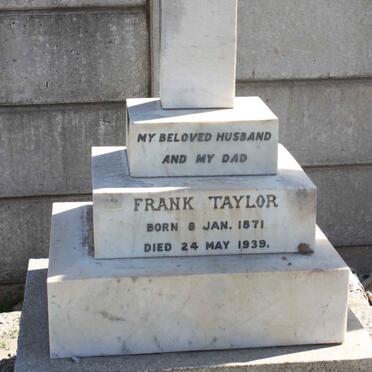 MY BELOVED HUSBAND
AND MY DAD
FRANK TAYLOR
BORN 8 JAN. 1871
DIED 24 MAY 1939.